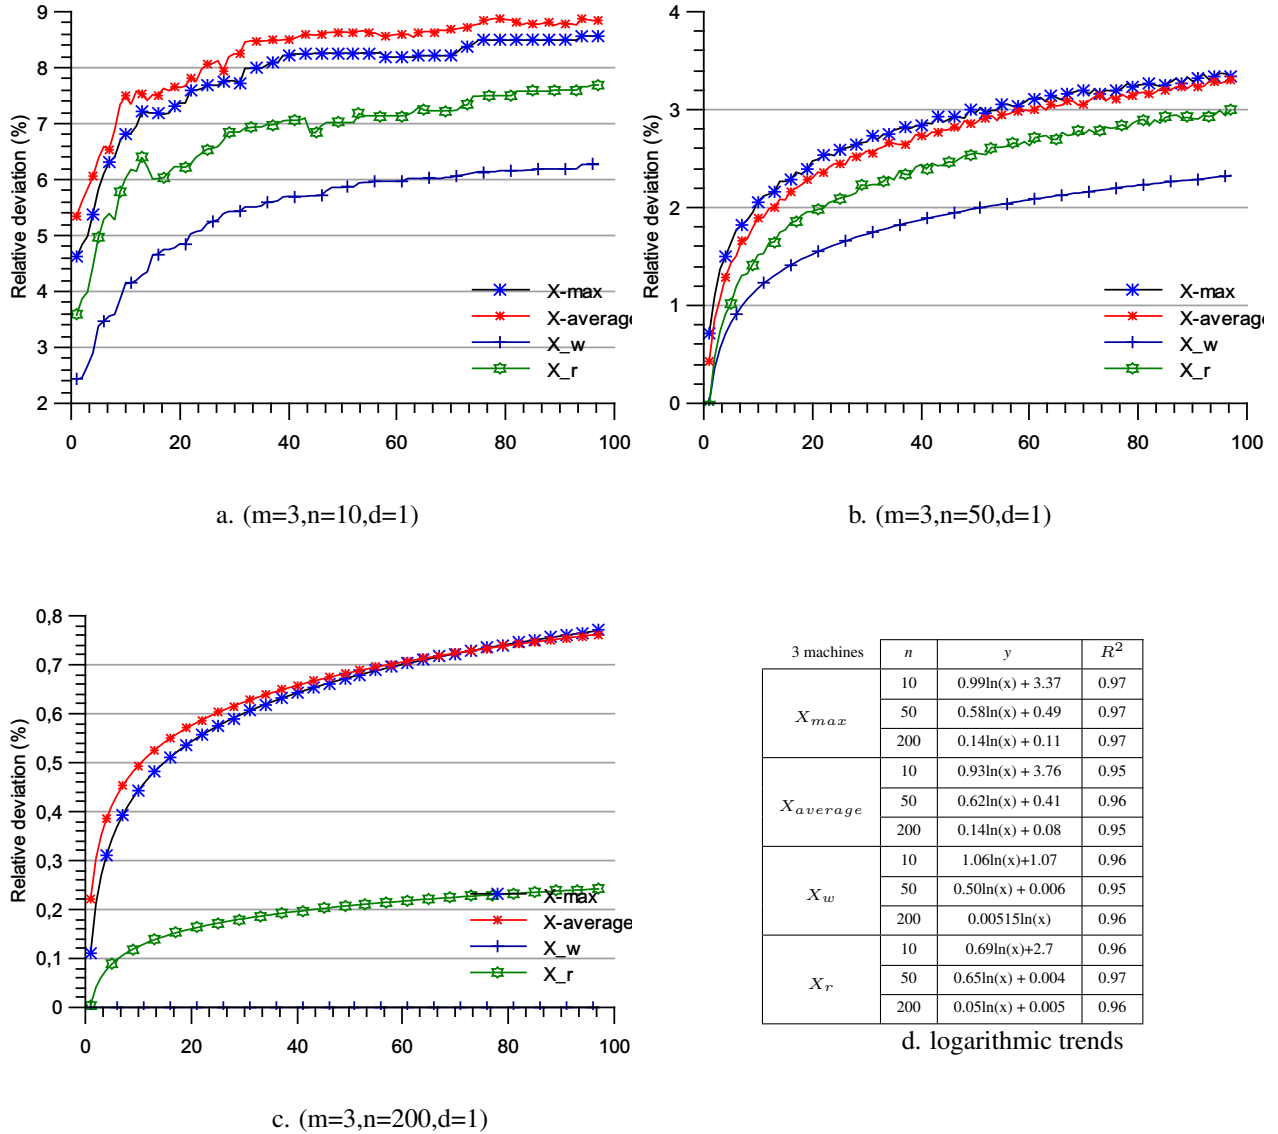 9
8
7
6
5
4
3
2
Relative deviation (%)
0 20 40 60 80 100
X-max
X-average
X_w
X_r
a. (m=3,n=10,d=1)
4
3
2
1
0
Relative deviation (%)
0 20 40 60 80 100
X-max
X-average
X_w
X_r
b. (m=3,n=50,d=1)
0,8
0,7
0,6
0,5
0,4
0,3
0,2
0,1
0
Relative deviation (%)
0 20 40 60 80 100
X-max
X-average
X_w
X_r
c. (m=3,n=200,d=1)
3 machines n y R²
X_max
10 0.99ln(x) + 3.37 0.97
50 0.58ln(x) + 0.49 0.97
200 0.14ln(x) + 0.11 0.97
X_average
10 0.93ln(x) + 3.76 0.95
50 0.62ln(x) + 0.41 0.96
200 0.14ln(x) + 0.08 0.95
X_w
10 1.06ln(x)+1.07 0.96
50 0.50ln(x) + 0.006 0.95
200 0.00515ln(x) 0.96
X_r
10 0.69ln(x)+2.7 0.96
50 0.65ln(x) + 0.004 0.97
200 0.05ln(x) + 0.005 0.96
d. logarithmic trends